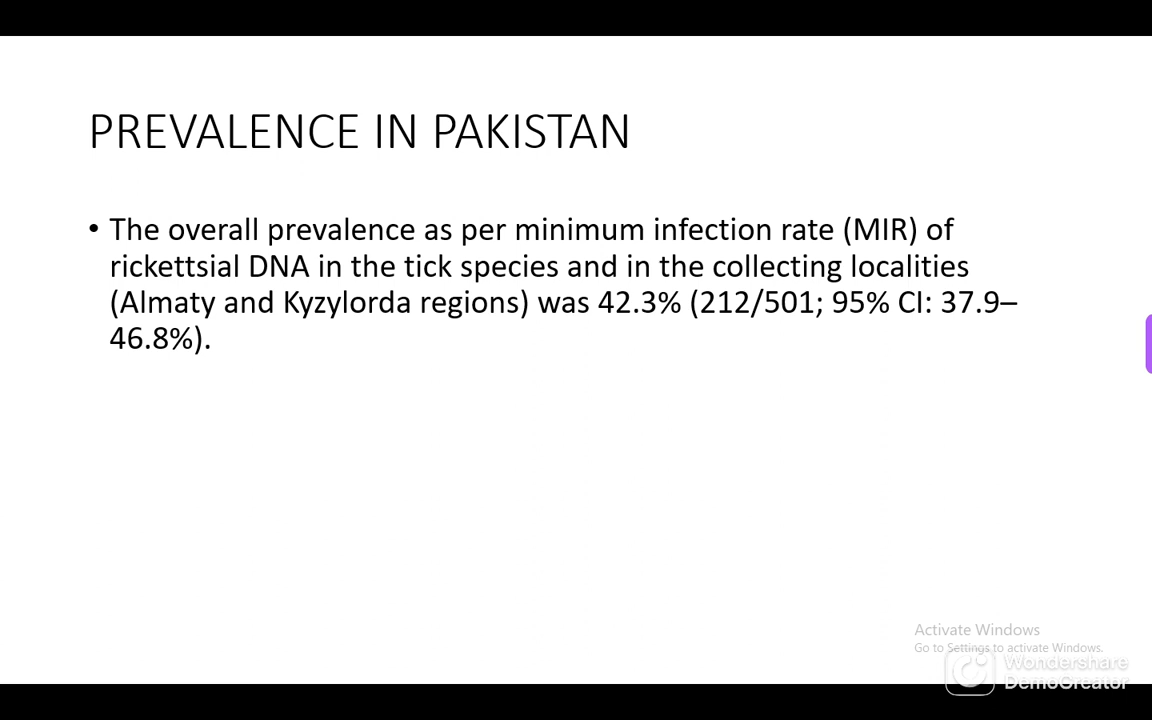 PREVALENCE IN PAKISTAN
• The overall prevalence as per minimum infection rate (MIR) of
rickettsial DNA in the tick species and in the collecting localities
(Almaty and Kyzylorda regions) was 42.3% (212/501; 95% CI: 37.9–
46.8%).
Activate Windows
Go to Settings to activate Windows.
Wondershare
DemoCreator